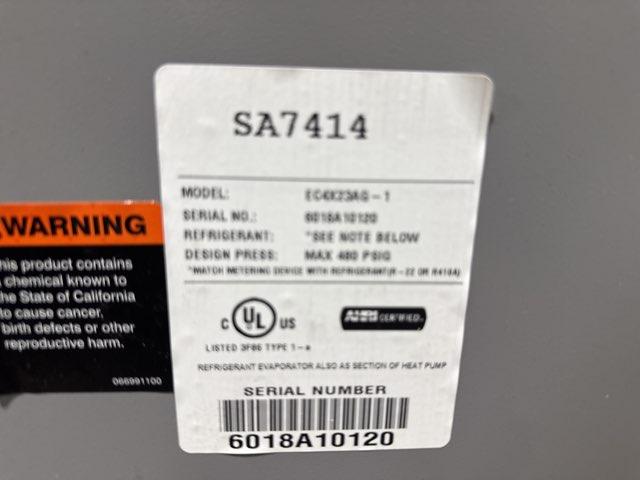 SA7414
MODEL: EC4X33AG-1
SERIAL NO.: 6018A10120
REFRIGERANT: *SEE NOTE BELOW
DESIGN PRESS: MAX 480 PSIG
*MATCH METERING DEVICE WITH REFRIGERANT(R-22 OR R410A)
C UL US
AHRI CERTIFIED
LISTED 3F86 TYPE 1-a
REFRIGERANT EVAPORATOR ALSO AS SECTION OF HEAT PUMP
SERIAL NUMBER
6018A10120
WARNING
his product contains
chemical known to
he State of California
to cause cancer,
birth defects or other
reproductive harm.
066991100